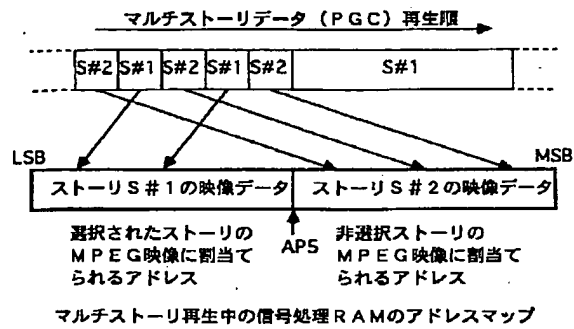 マルチストーリデータ（PGC）再生順
S#2 S#1 S#2 S#1 S#2 S#1
LSB MSB
ストーリS#1の映像データ ストーリS#2の映像データ
選択されたストーリの
MPEG映像に割当て
られるアドレス
APS
非選択ストーリの
MPEG映像に割当て
られるアドレス
マルチストーリ再生中の信号処理RAMのアドレスマップ